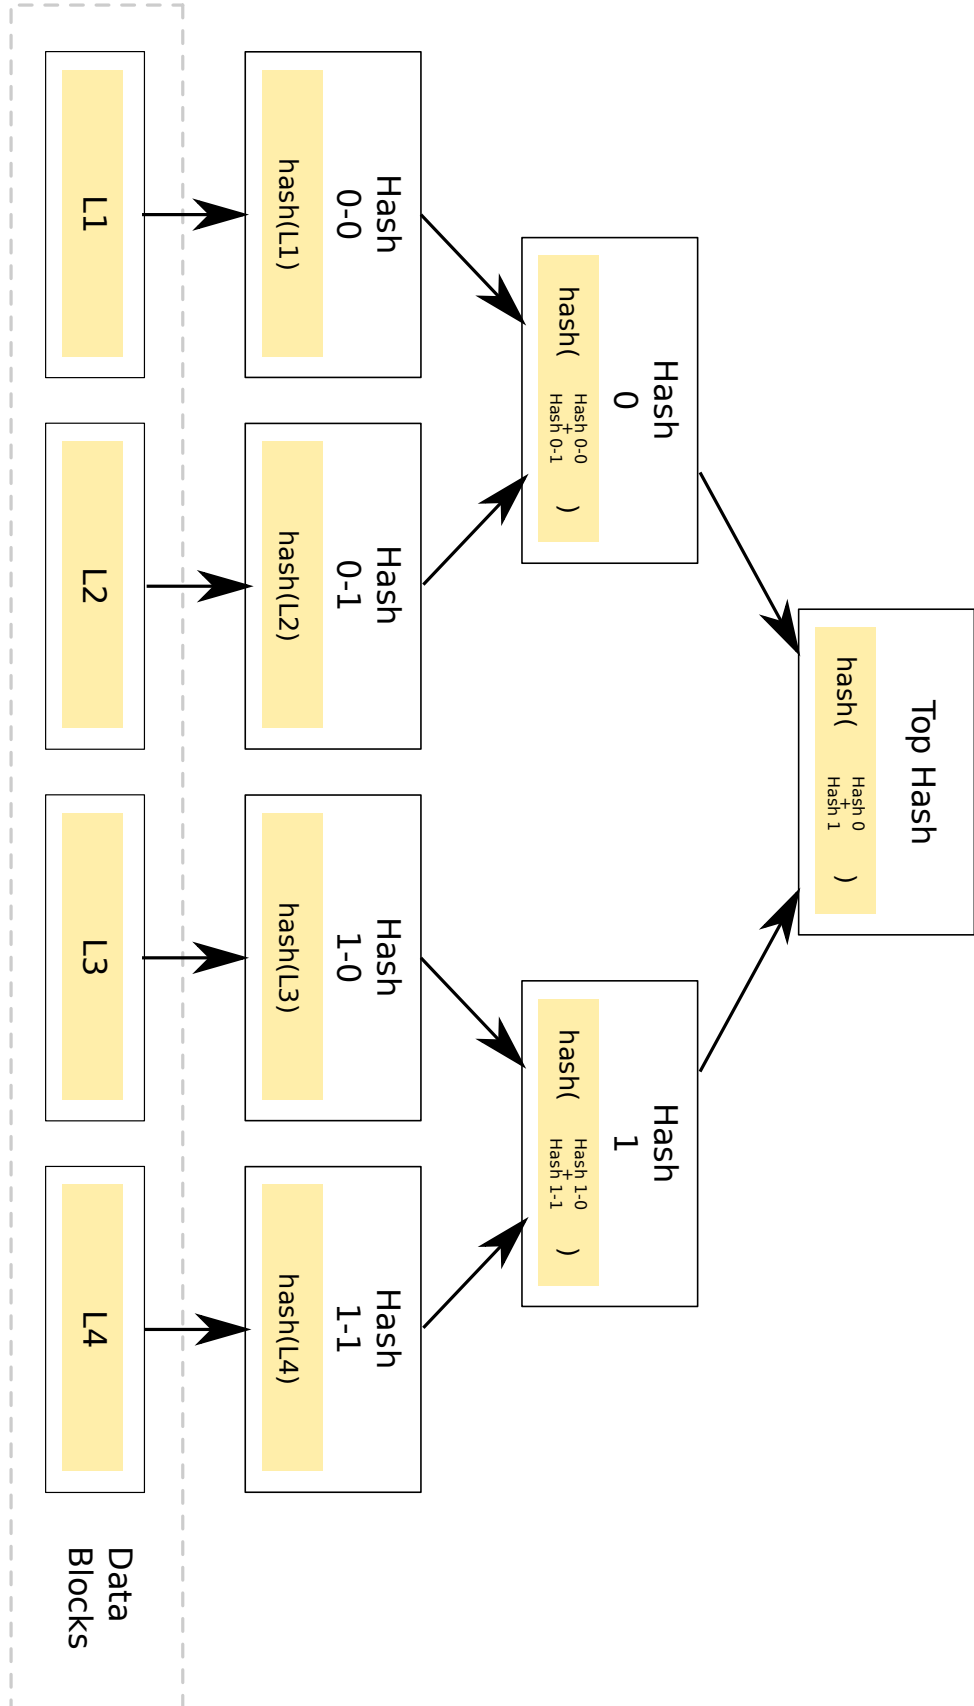 Top Hash
hash(
Hash 0
+
Hash 1
)
Hash
0
hash(
Hash 0-0
+
Hash 0-1
)
Hash
1
hash(
Hash 1-0
+
Hash 1-1
)
Hash
0-0
hash(L1)
Hash
0-1
hash(L2)
Hash
1-0
hash(L3)
Hash
1-1
hash(L4)
L1
L2
L3
L4
Data
Blocks